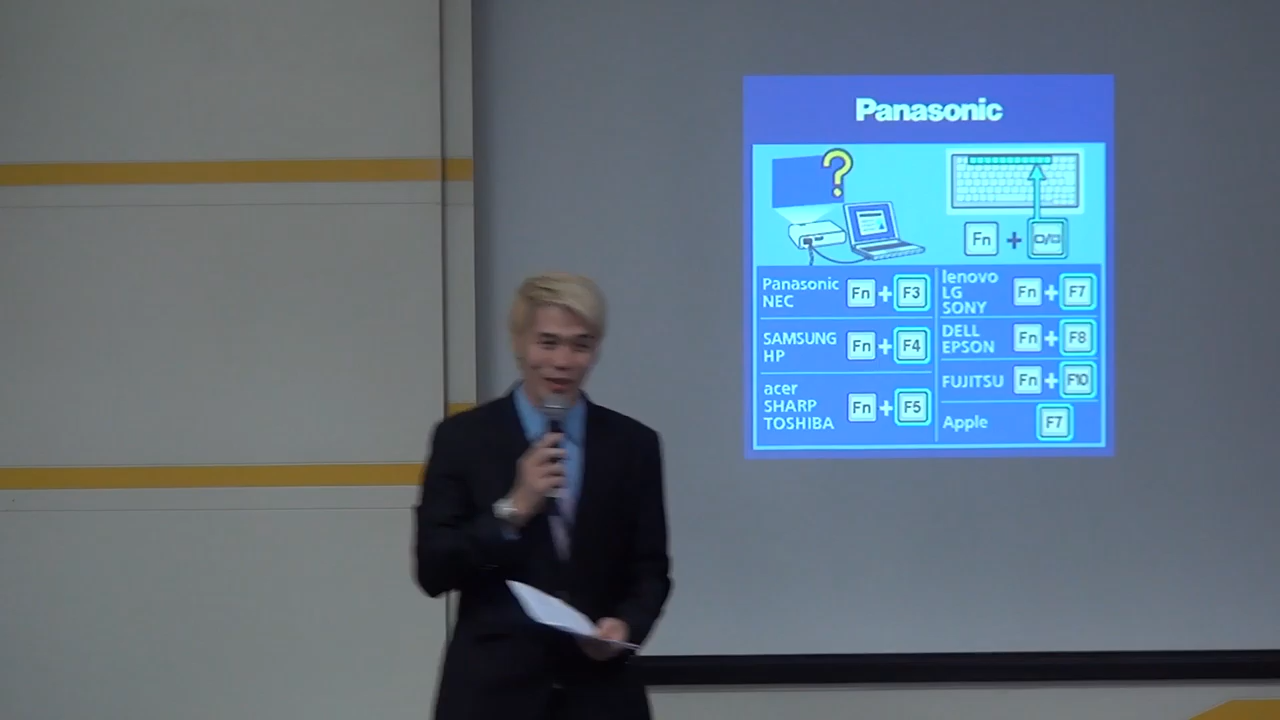 Panasonic
Fn + □/□
Panasonic
NEC
Fn + F3
SAMSUNG
HP
Fn + F4
acer
SHARP
TOSHIBA
Fn + F5
lenovo
LG
SONY
Fn + F7
DELL
EPSON
Fn + F8
FUJITSU
Fn + F10
Apple
F7